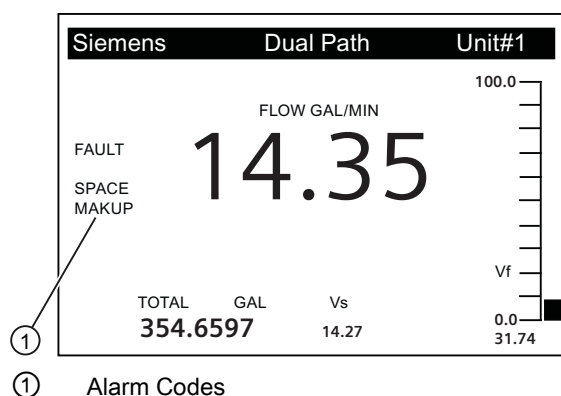 Siemens Dual Path Unit#1
100.0
FLOW GAL/MIN
14.35
FAULT
SPACE
MAKUP
Vf
TOTAL GAL Vs
354.6597 14.27
0.0
31.74
①
① Alarm Codes